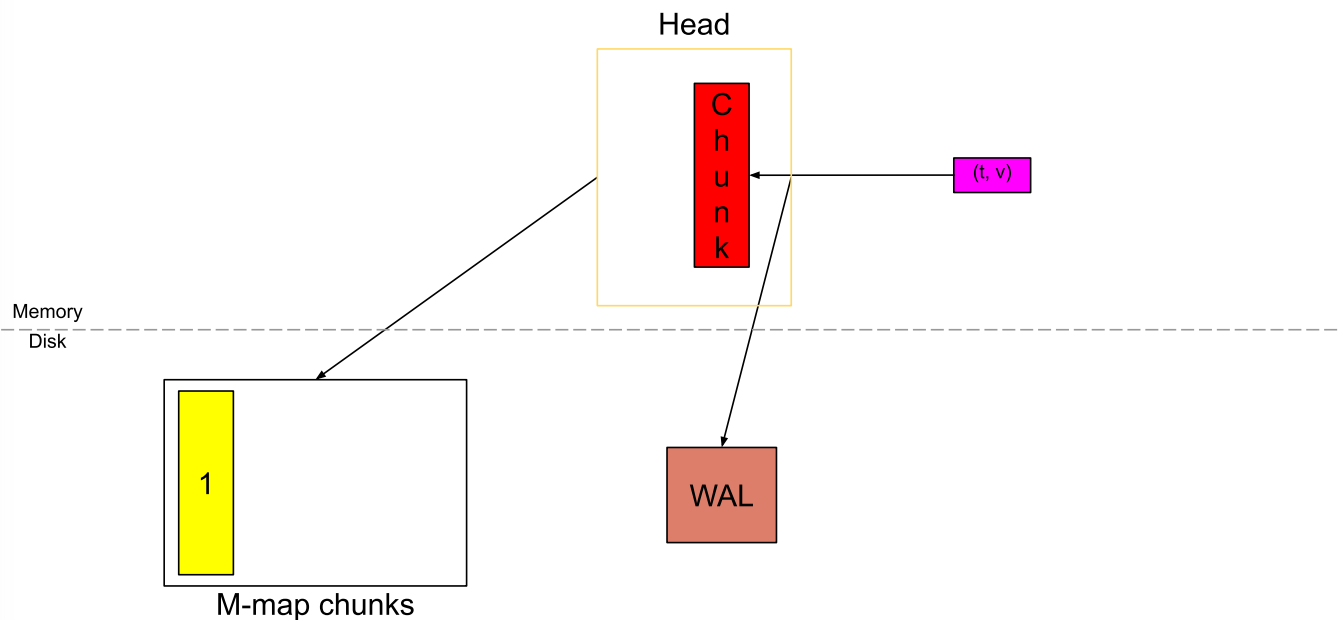 Head
C
h
u
n
k
(t, v)
Memory
Disk
1
WAL
M-map chunks